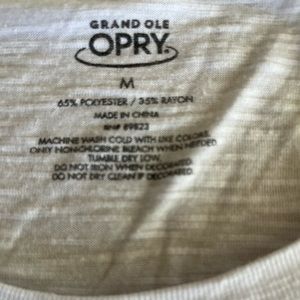 GRAND OLE
OPRY
M
65% POLYESTER / 35% RAYON
MADE IN CHINA
RN# 89823
MACHINE WASH COLD WITH LIKE COLORS.
ONLY NON-CHLORINE BLEACH WHEN NEEDED.
TUMBLE DRY LOW.
DO NOT IRON WHEN DECORATED.
DO NOT DRY CLEAN IF DECORATED.